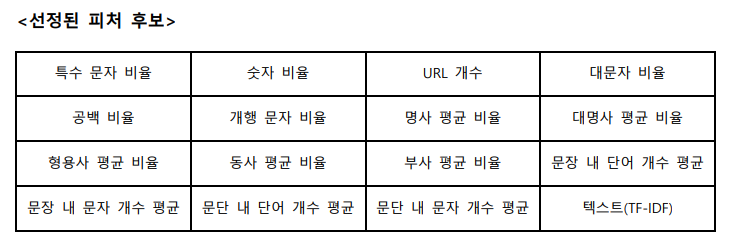 <선정된 피처 후보>
특수 문자 비율 숫자 비율 URL 개수 대문자 비율
공백 비율 개행 문자 비율 명사 평균 비율 대명사 평균 비율
형용사 평균 비율 동사 평균 비율 부사 평균 비율 문장 내 단어 개수 평균
문장 내 문자 개수 평균 문단 내 단어 개수 평균 문단 내 문자 개수 평균 텍스트(TF-IDF)